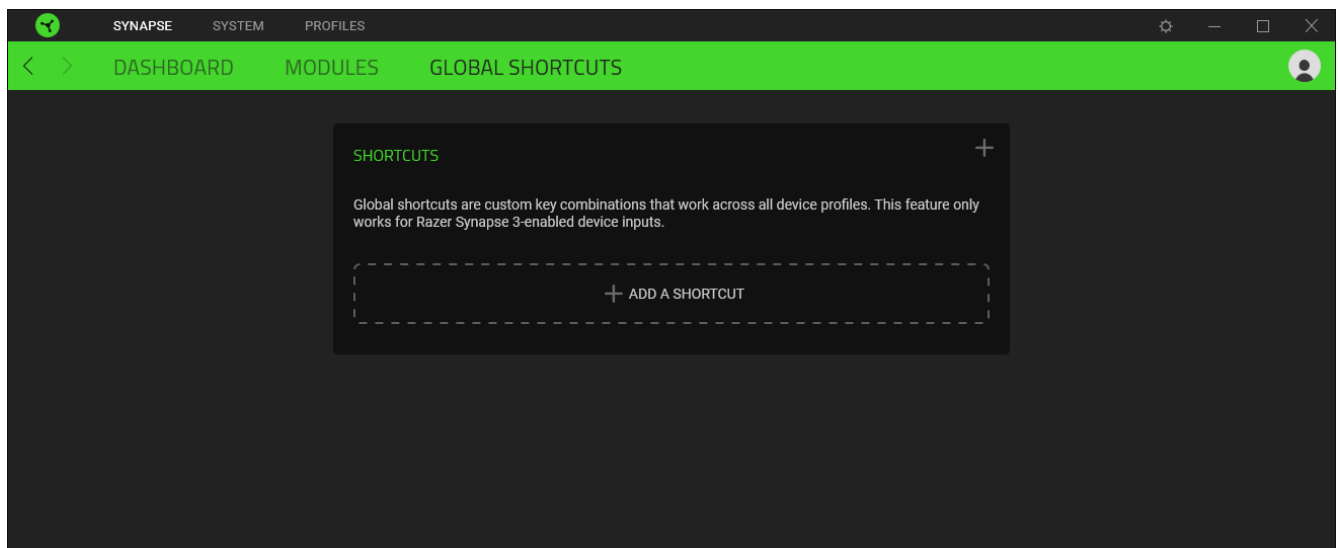 SYNAPSE SYSTEM PROFILES
DASHBOARD MODULES GLOBAL SHORTCUTS
SHORTCUTS
Global shortcuts are custom key combinations that work across all device profiles. This feature only
works for Razer Synapse 3-enabled device inputs.
ADD A SHORTCUT